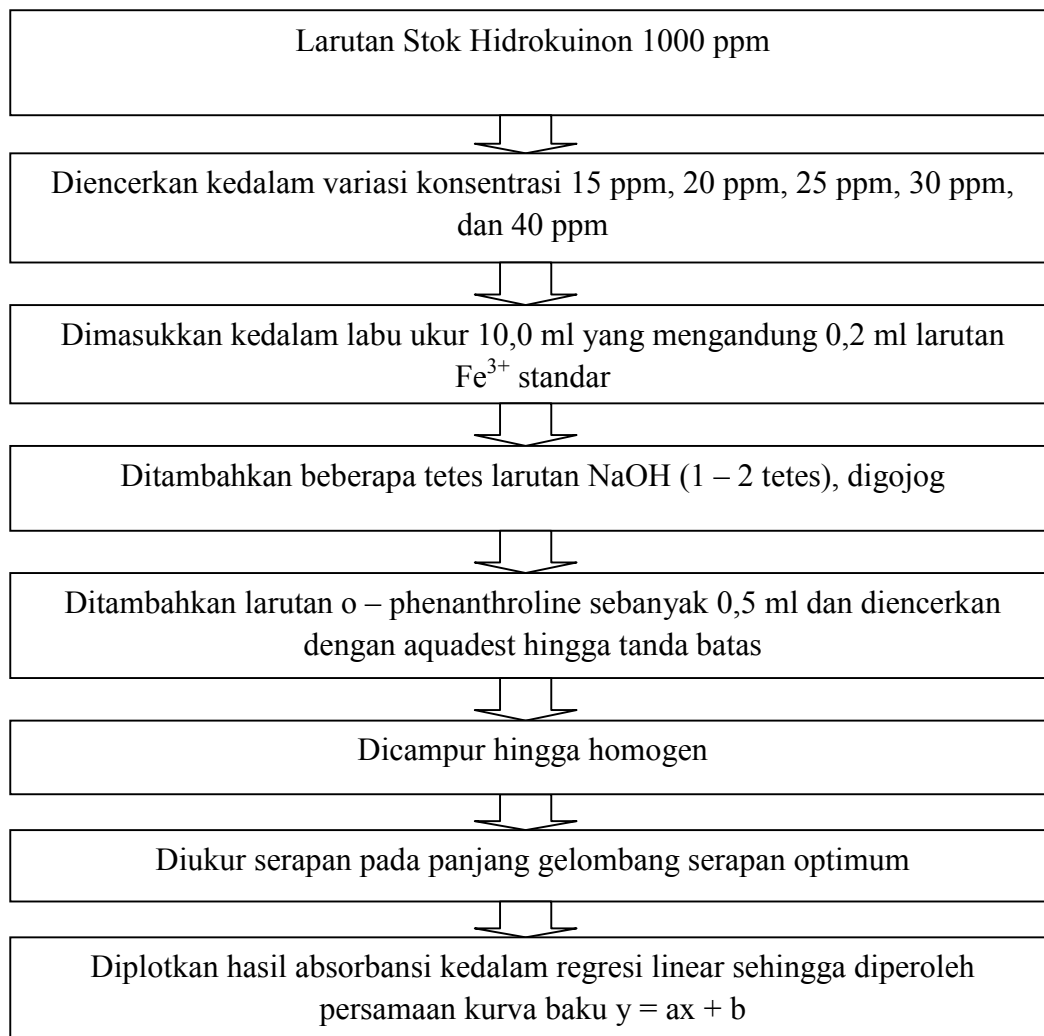 Larutan Stok Hidrokuinon 1000 ppm
Diencerkan kedalam variasi konsentrasi 15 ppm, 20 ppm, 25 ppm, 30 ppm,
dan 40 ppm
Dimasukkan kedalam labu ukur 10,0 ml yang mengandung 0,2 ml larutan
Fe³⁺ standar
Ditambahkan beberapa tetes larutan NaOH (1 – 2 tetes), digojog
Ditambahkan larutan o – phenanthroline sebanyak 0,5 ml dan diencerkan
dengan aquadest hingga tanda batas
Dicampur hingga homogen
Diukur serapan pada panjang gelombang serapan optimum
Diplotkan hasil absorbansi kedalam regresi linear sehingga diperoleh
persamaan kurva baku y = ax + b